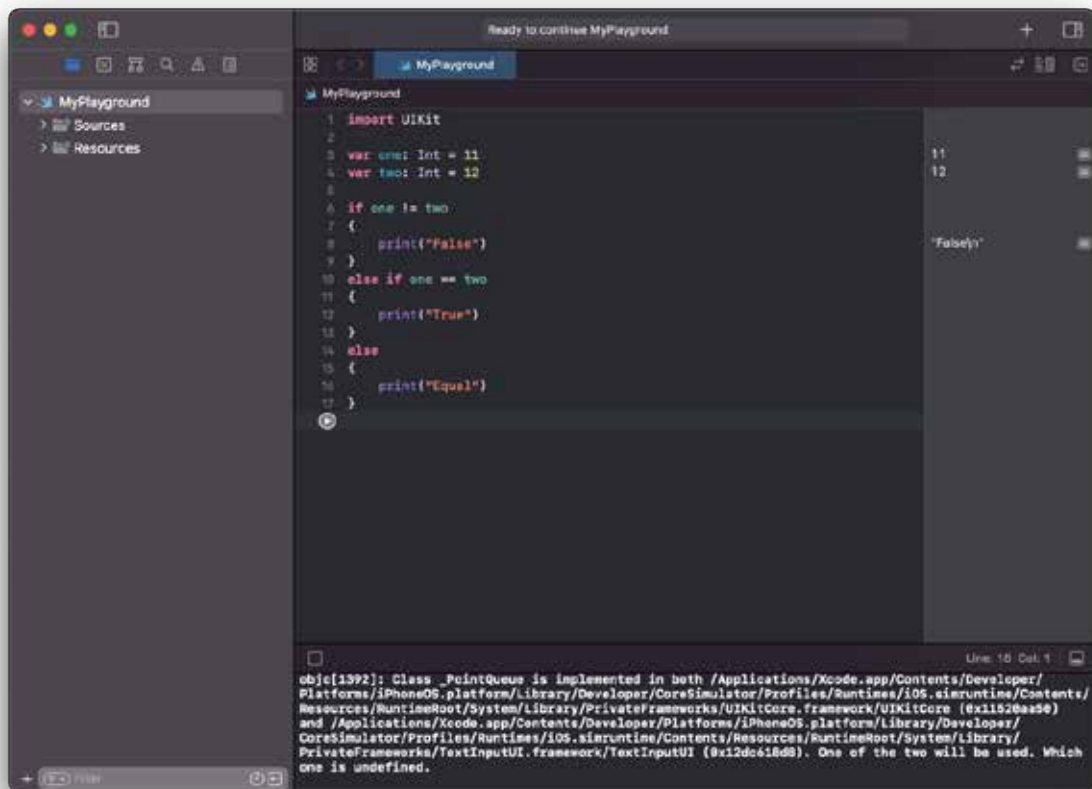 Ready to continue MyPlayground
MyPlayground
MyPlayground
MyPlayground
Sources
Resources
1 import UIKit
2
3 var one: Int = 11
4 var two: Int = 12
5
6 if one != two
7 {
8 print("False")
9 }
10 else if one == two
11 {
12 print("True")
13 }
14 else
15 {
16 print("Equal")
17 }
11
12
"False\n"
Line: 18 Col: 1
objc[1392]: Class _PointQueue is implemented in both /Applications/Xcode.app/Contents/Developer/
Platforms/iPhoneOS.platform/Library/Developer/CoreSimulator/Profiles/Runtimes/iOS.simruntime/Contents/
Resources/RuntimeRoot/System/Library/PrivateFrameworks/UIKitCore.framework/UIKitCore (0x11520aa50)
and /Applications/Xcode.app/Contents/Developer/Platforms/iPhoneOS.platform/Library/Developer/
CoreSimulator/Profiles/Runtimes/iOS.simruntime/Contents/Resources/RuntimeRoot/System/Library/
PrivateFrameworks/TextInputUI.framework/TextInputUI (0x12dc618d8). One of the two will be used. Which
one is undefined.
Filter